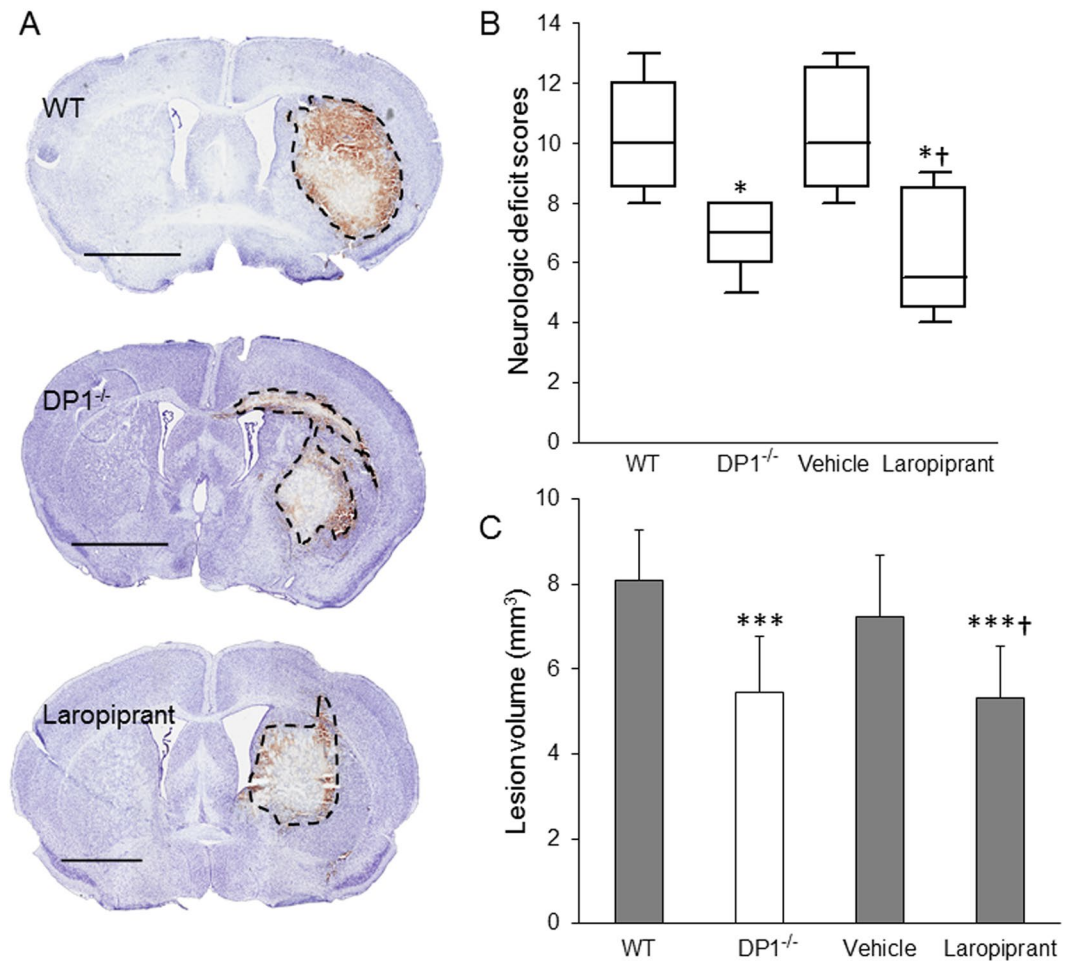 A
WT
DP1-/-
Laropiprant
B
Neurologic deficit scores
14
12
10
8
6
4
2
0
*
*†
WT DP1-/- Vehicle Laropiprant
C
Lesion volume (mm³)
10
8
6
4
2
0
***
***†
WT DP1-/- Vehicle Laropiprant